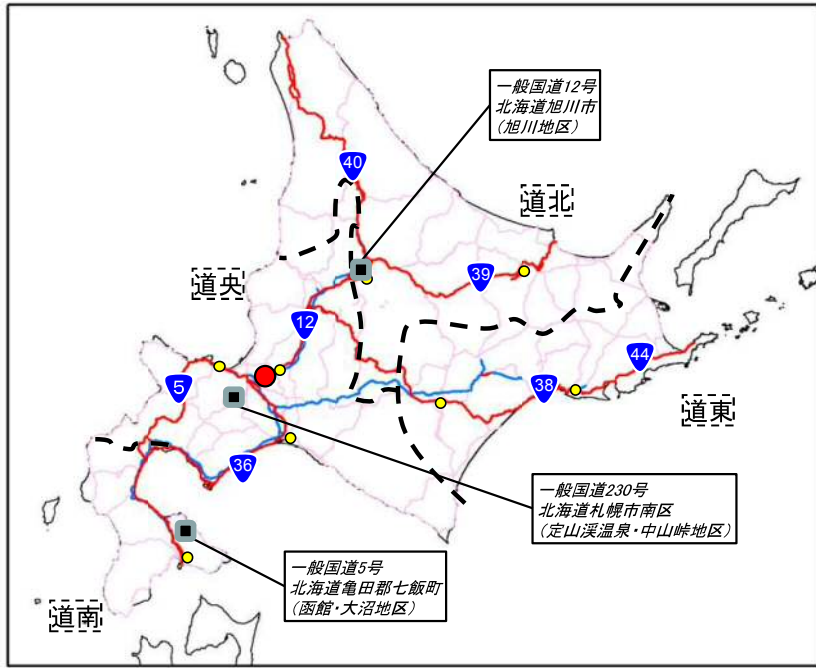 一般国道12号
北海道旭川市
(旭川地区)
40
道北
道央
39
12
44
5
38
道東
36
一般国道230号
北海道札幌市南区
(定山渓温泉・中山峠地区)
一般国道5号
北海道亀田郡七飯町
(函館・大沼地区)
道南